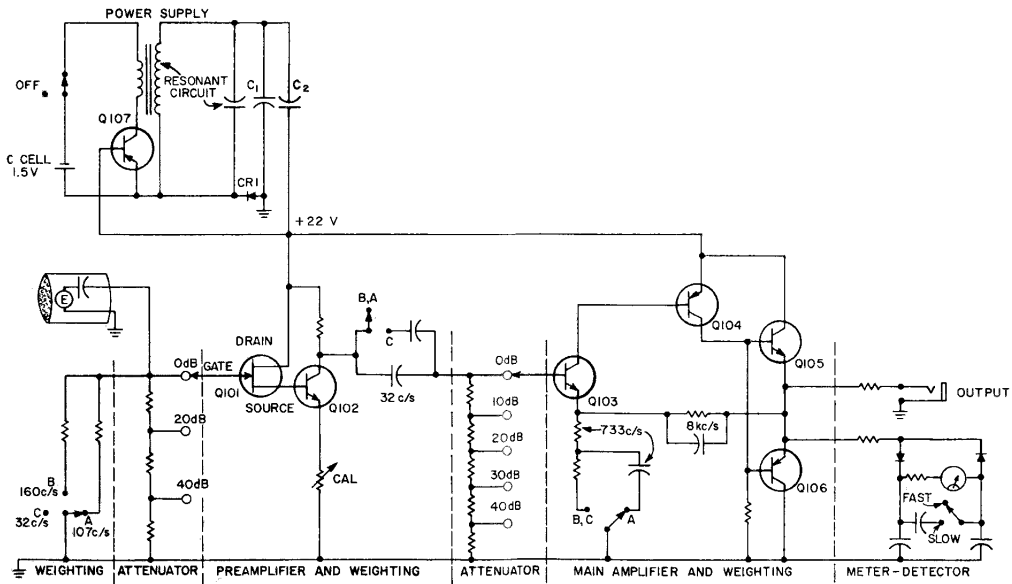 POWER SUPPLY
OFF
RESONANT
CIRCUIT
C1
C2
Q107
C CELL
1.5V
CR1
+22 V
E
B,A
C
DRAIN
0dB
GATE
Q101
SOURCE
Q102
32c/s
0dB
Q103
Q104
Q105
OUTPUT
20dB
10dB
733c/s
8kc/s
20dB
CAL
B
160c/s
40dB
30dB
Q106
C
32c/s
A
107c/s
40dB
B,C
A
FAST
SLOW
WEIGHTING
ATTENUATOR
PREAMPLIFIER AND WEIGHTING
ATTENUATOR
MAIN AMPLIFIER AND WEIGHTING
METER-DETECTOR